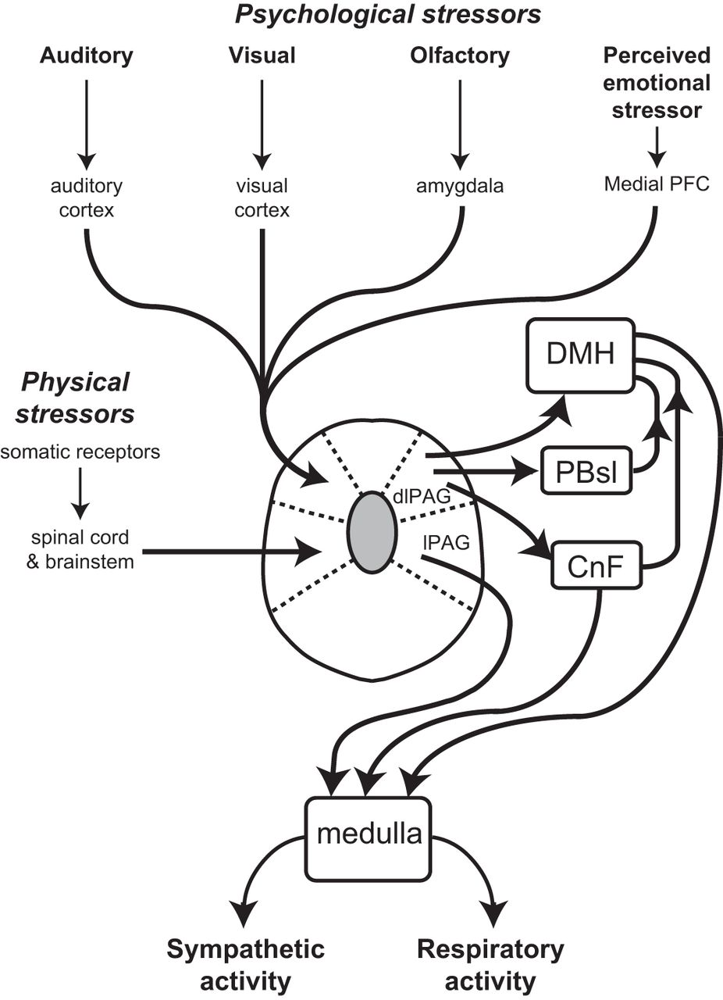 Psychological stressors
Auditory
Visual
Olfactory
Perceived
emotional
stressor
auditory
cortex
visual
cortex
amygdala
Medial PFC
Physical
stressors
somatic receptors
spinal cord
& brainstem
DMH
PBsl
dlPAG
lPAG
CnF
medulla
Sympathetic
activity
Respiratory
activity